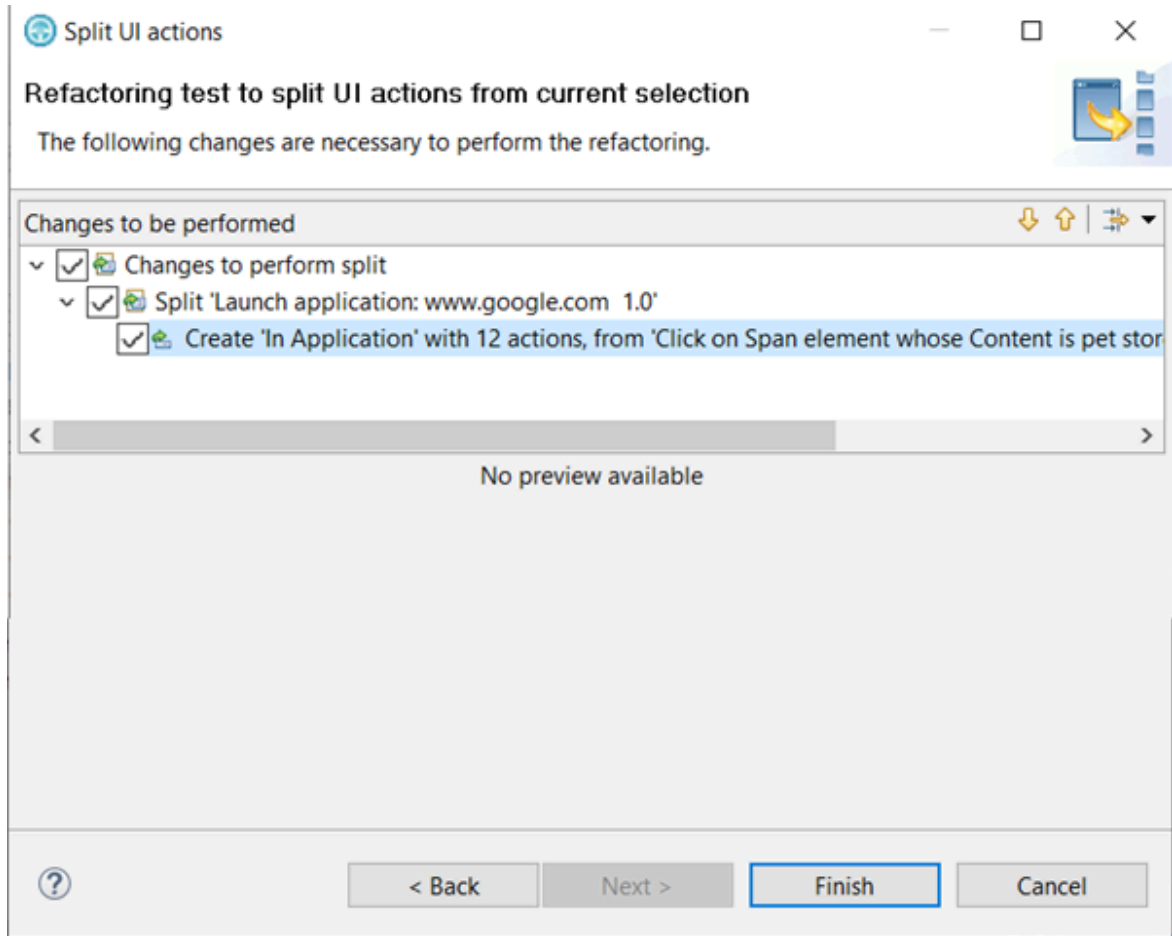 Split UI actions
Refactoring test to split UI actions from current selection
The following changes are necessary to perform the refactoring.
Changes to be performed
Changes to perform split
Split 'Launch application: www.google.com  1.0'
Create 'In Application' with 12 actions, from 'Click on Span element whose Content is pet stor
No preview available
?
< Back
Next >
Finish
Cancel